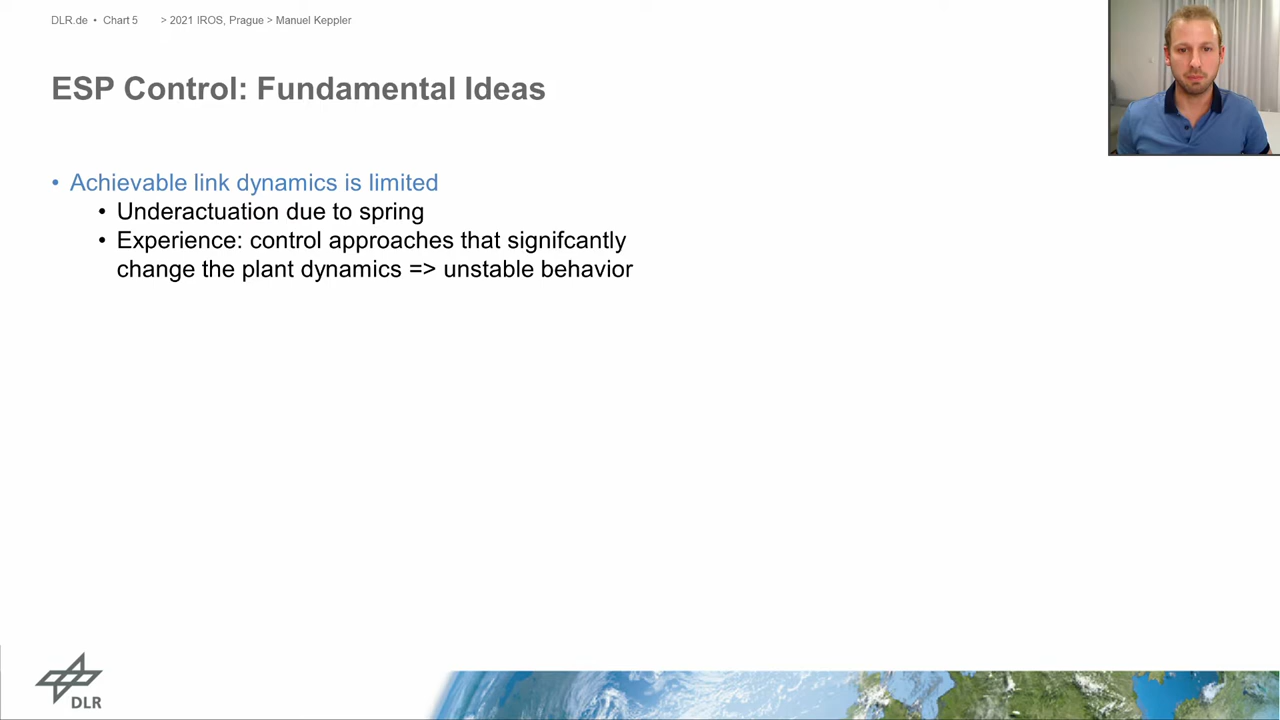 DLR.de • Chart 5 > 2021 IROS, Prague > Manuel Keppler
ESP Control: Fundamental Ideas
• Achievable link dynamics is limited
• Underactuation due to spring
• Experience: control approaches that signifcantly
change the plant dynamics => unstable behavior
DLR